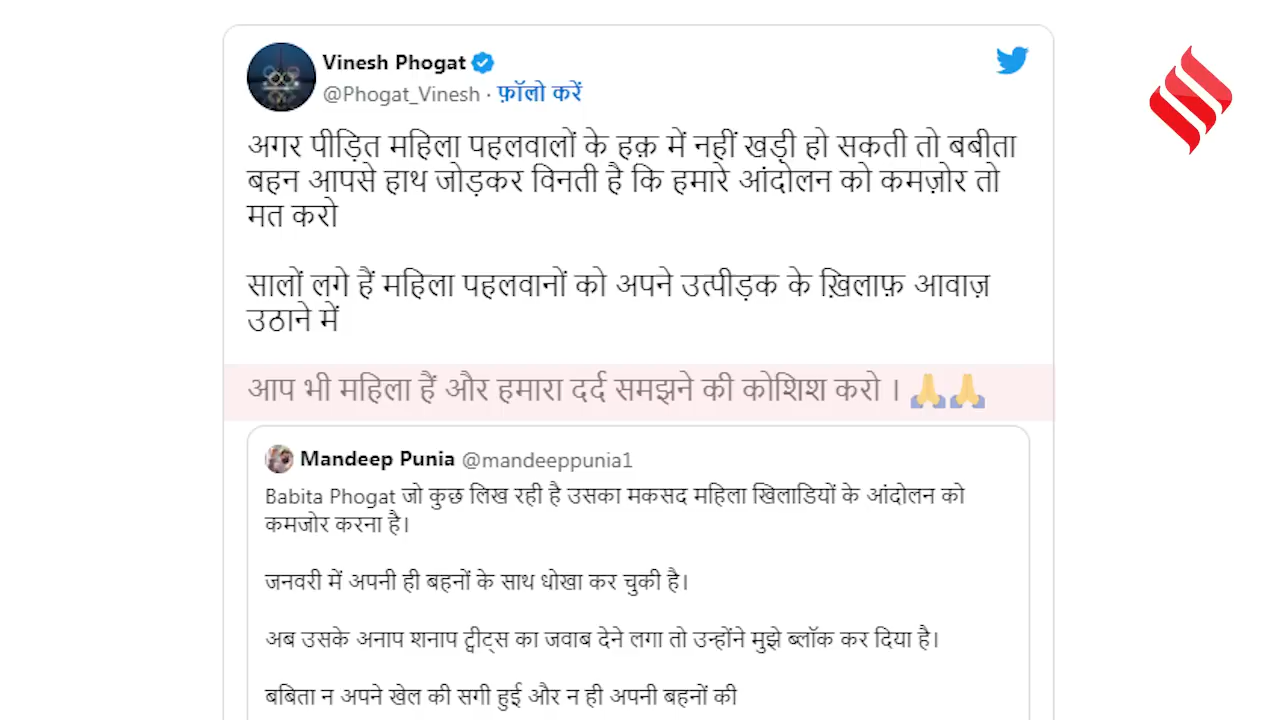 Vinesh Phogat
@Phogat_Vinesh · फ़ॉलो करें
अगर पीड़ित महिला पहलवालों के हक़ में नहीं खड़ी हो सकती तो बबीता
बहन आपसे हाथ जोड़कर विनती है कि हमारे आंदोलन को कमज़ोर तो
मत करो
सालों लगे हैं महिला पहलवानों को अपने उत्पीड़क के ख़िलाफ़ आवाज़
उठाने में
आप भी महिला हैं और हमारा दर्द समझने की कोशिश करो । 🙏🙏
Mandeep Punia @mandeeppunia1
Babita Phogat जो कुछ लिख रही है उसका मकसद महिला खिलाडियों के आंदोलन को
कमजोर करना है।
जनवरी में अपनी ही बहनों के साथ धोखा कर चुकी है।
अब उसके अनाप शनाप ट्वीट्स का जवाब देने लगा तो उन्होंने मुझे ब्लॉक कर दिया है।
बबिता न अपने खेल की सगी हुई और न ही अपनी बहनों की